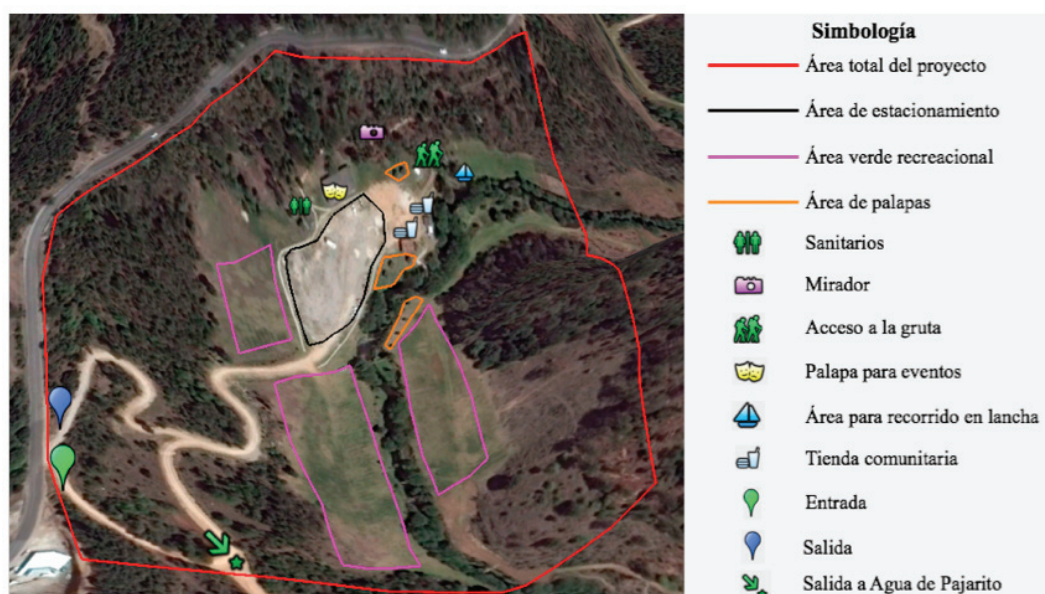 Simbología
Área total del proyecto
Área de estacionamiento
Área verde recreacional
Área de palapas
Sanitarios
Mirador
Acceso a la gruta
Palapa para eventos
Área para recorrido en lancha
Tienda comunitaria
Entrada
Salida
Salida a Agua de Pajarito